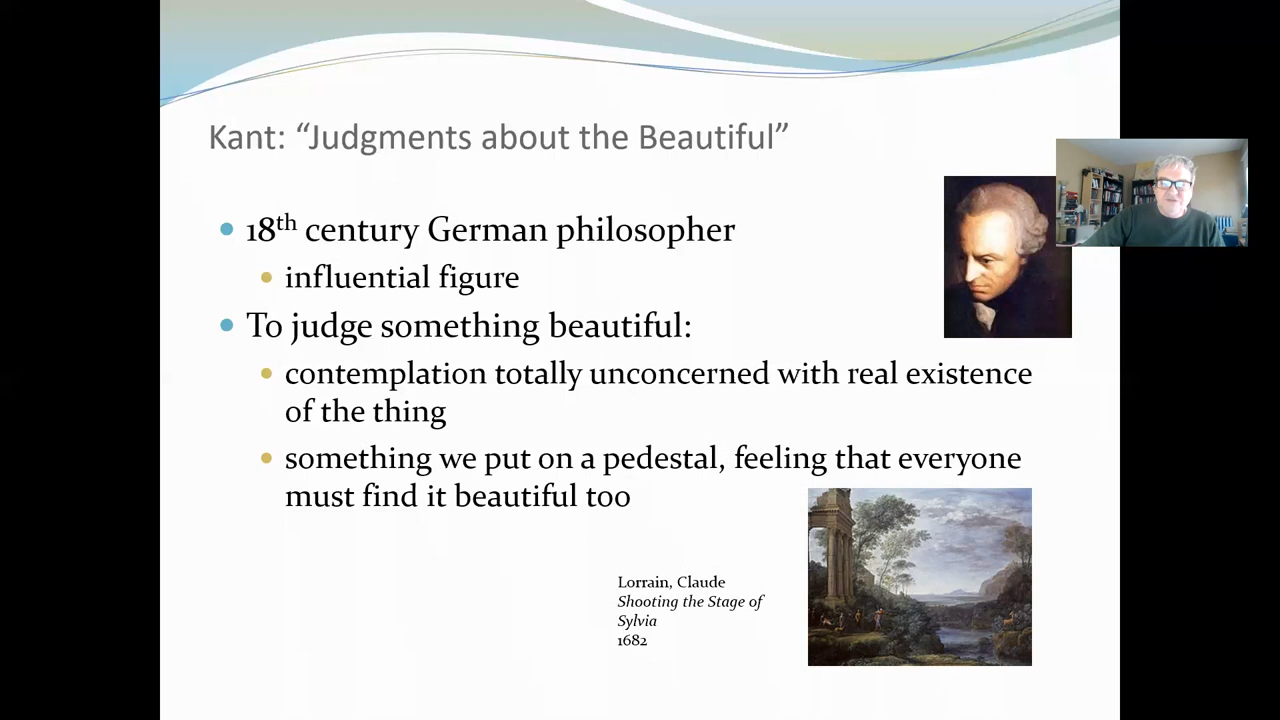 Kant: “Judgments about the Beautiful”
18th century German philosopher
influential figure
To judge something beautiful:
contemplation totally unconcerned with real existence
of the thing
something we put on a pedestal, feeling that everyone
must find it beautiful too
Lorrain, Claude
Shooting the Stage of
Sylvia
1682